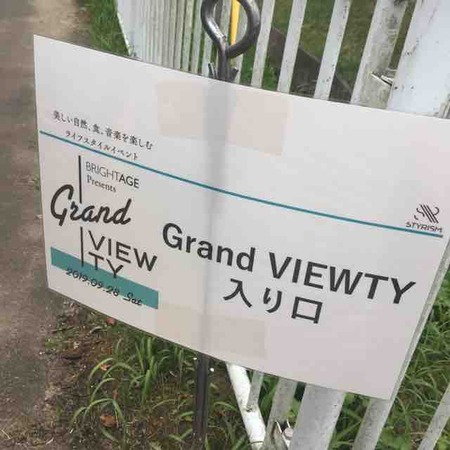 美しい自然、食、音楽を楽しむ
ライフスタイルイベント
BRIGHTAGE
Presents
Grand
VIEW
TY
2019.09.28 Sat
STYRISM
Grand VIEWTY
入り口